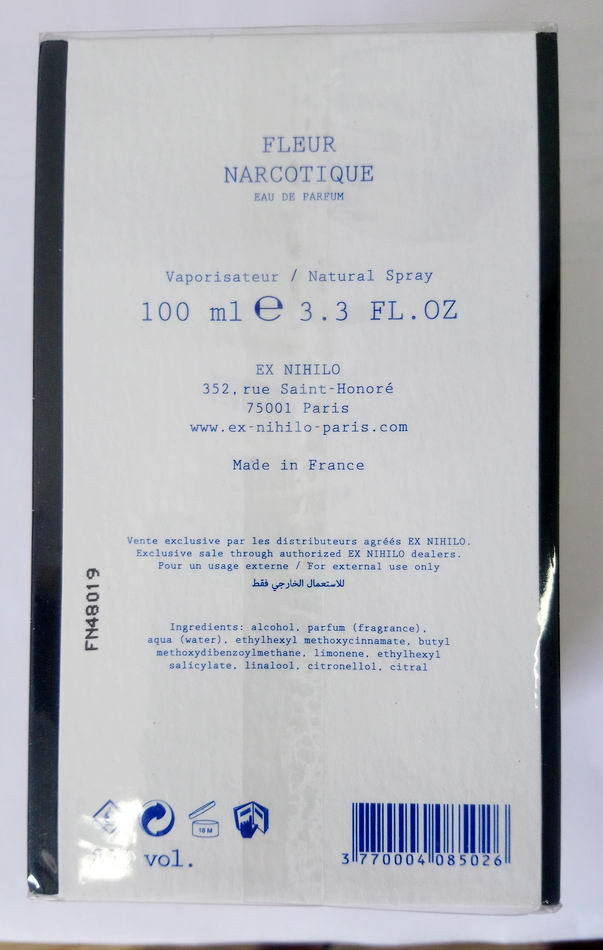 FLEUR
NARCOTIQUE
EAU DE PARFUM
Vaporisateur / Natural Spray
100 ml ℮ 3.3 FL.OZ
EX NIHILO
352, rue Saint-Honoré
75001 Paris
www.ex-nihilo-paris.com
Made in France
Vente exclusive par les distributeurs agréés EX NIHILO.
Exclusive sale through authorized EX NIHILO dealers.
Pour un usage externe / For external use only
للاستعمال الخارجي فقط
FN48019
Ingredients: alcohol, parfum (fragrance),
aqua (water), ethylhexyl methoxycinnamate, butyl
methoxydibenzoylmethane, limonene, ethylhexyl
salicylate, linalool, citronellol, citral
18 M
vol.
3 770004 085026